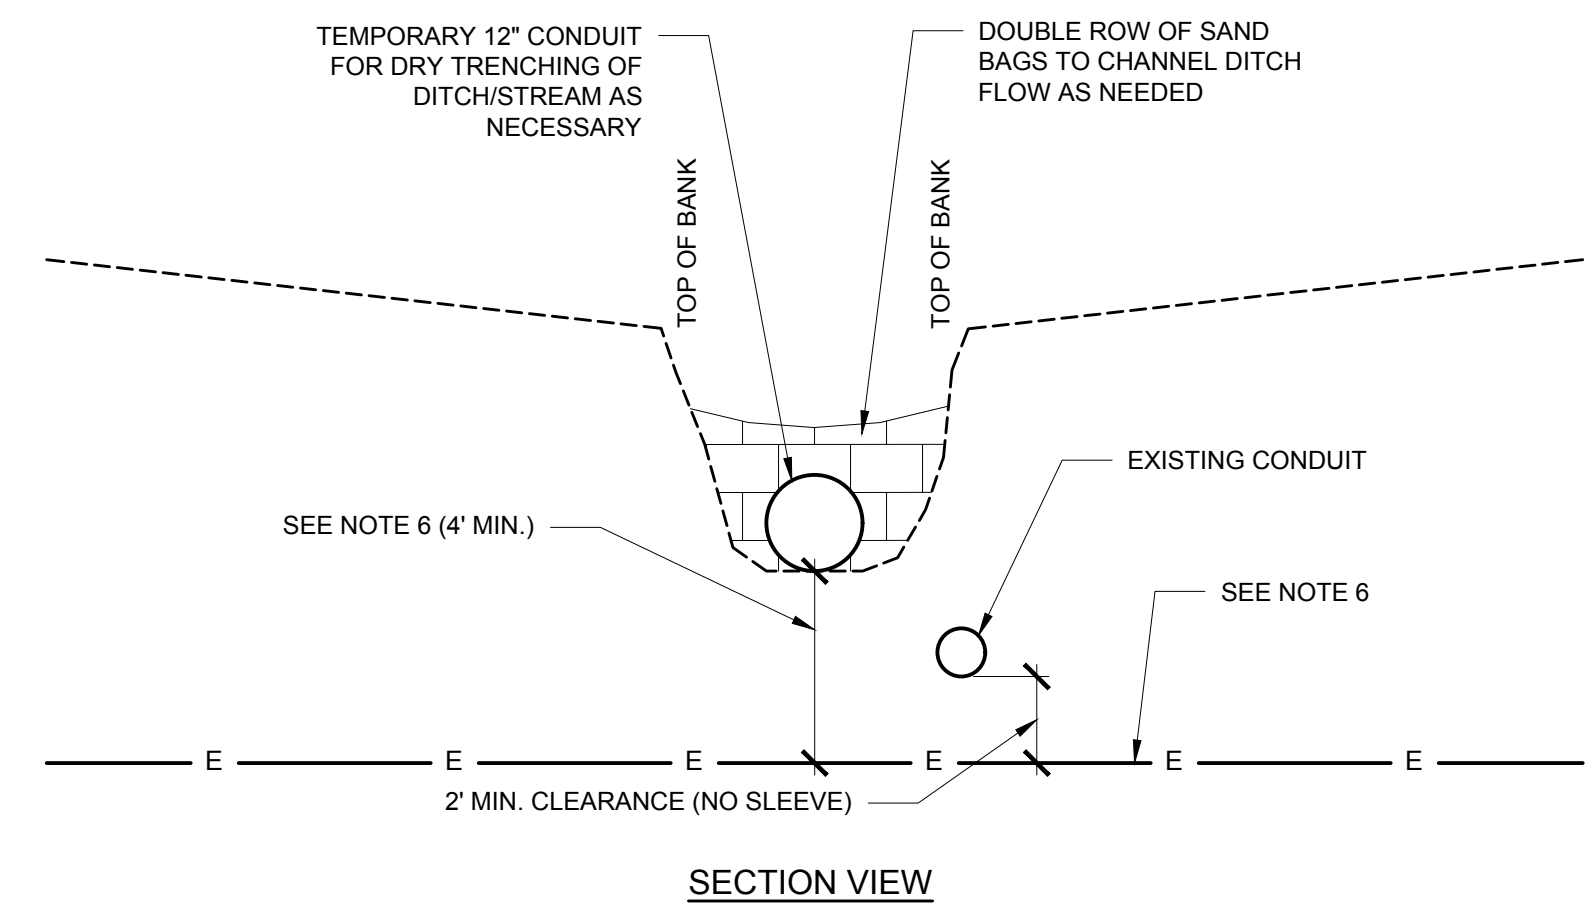 TEMPORARY 12" CONDUIT
FOR DRY TRENCHING OF
DITCH/STREAM AS
NECESSARY
DOUBLE ROW OF SAND
BAGS TO CHANNEL DITCH
FLOW AS NEEDED
TOP OF BANK
TOP OF BANK
EXISTING CONDUIT
SEE NOTE 6 (4' MIN.)
SEE NOTE 6
E E E E E E
2' MIN. CLEARANCE (NO SLEEVE)
SECTION VIEW